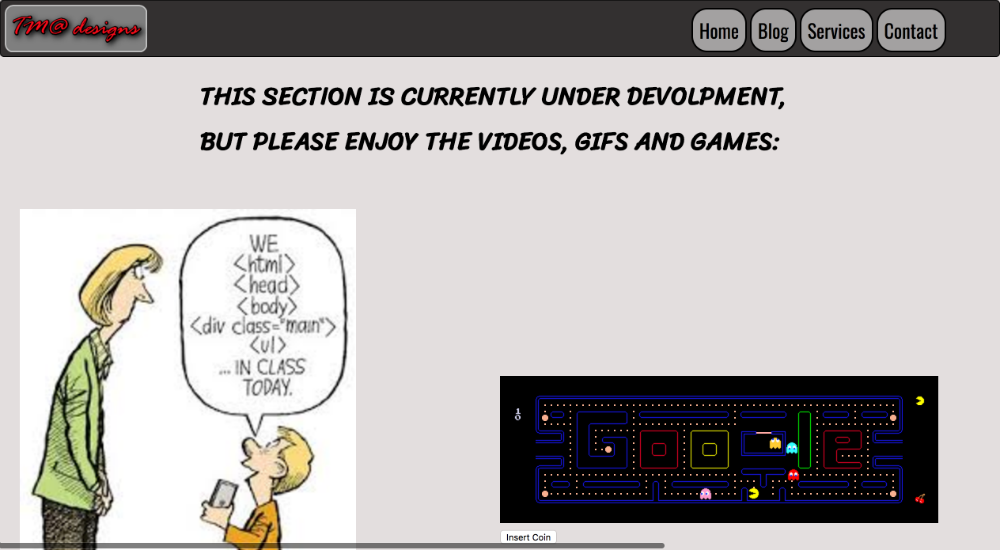 TM@ designs
Home
Blog
Services
Contact
THIS SECTION IS CURRENTLY UNDER DEVOLPMENT,
BUT PLEASE ENJOY THE VIDEOS, GIFS AND GAMES:
WE
<html>
<head>
<body>
<div class="main">
<ul>
... IN CLASS
TODAY.
Insert Coin